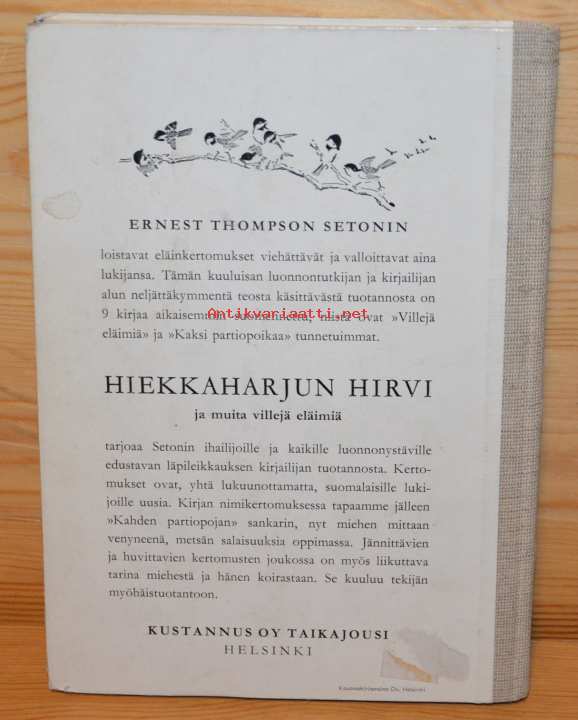 ERNEST THOMPSON SETONIN
loistavat eläinkertomukset viehättävät ja valloittavat aina
lukijansa. Tämän kuuluisan luonnontutkijan ja kirjailijan
alun neljättäkymmentä teosta käsittävästä tuotannosta on
Antikvariaatti.net
9 kirjaa aikaisemmin suomennettu, niistä ovat »Villejä
eläimiä» ja »Kaksi partiopoikaa» tunnetuimmat.
HIEKKAHARJUN HIRVI
ja muita villejä eläimiä
tarjoaa Setonin ihailijoille ja kaikille luonnonystäville
edustavan läpileikkauksen kirjailijan tuotannosta. Kerto-
mukset ovat, yhtä lukuunottamatta, suomalaisille luki-
joille uusia. Kirjan nimikertomuksessa tapaamme jälleen
»Kahden partiopojan» sankarin, nyt miehen mittaan
venyneenä, metsän salaisuuksia oppimassa. Jännittävien
ja huvittavien kertomusten joukossa on myös liikuttava
tarina miehestä ja hänen koirastaan. Se kuuluu tekijän
myöhäistuotantoon.
KUSTANNUS OY TAIKAJOUSI
HELSINKI
Kauppakirjapaino Oy, Helsinki